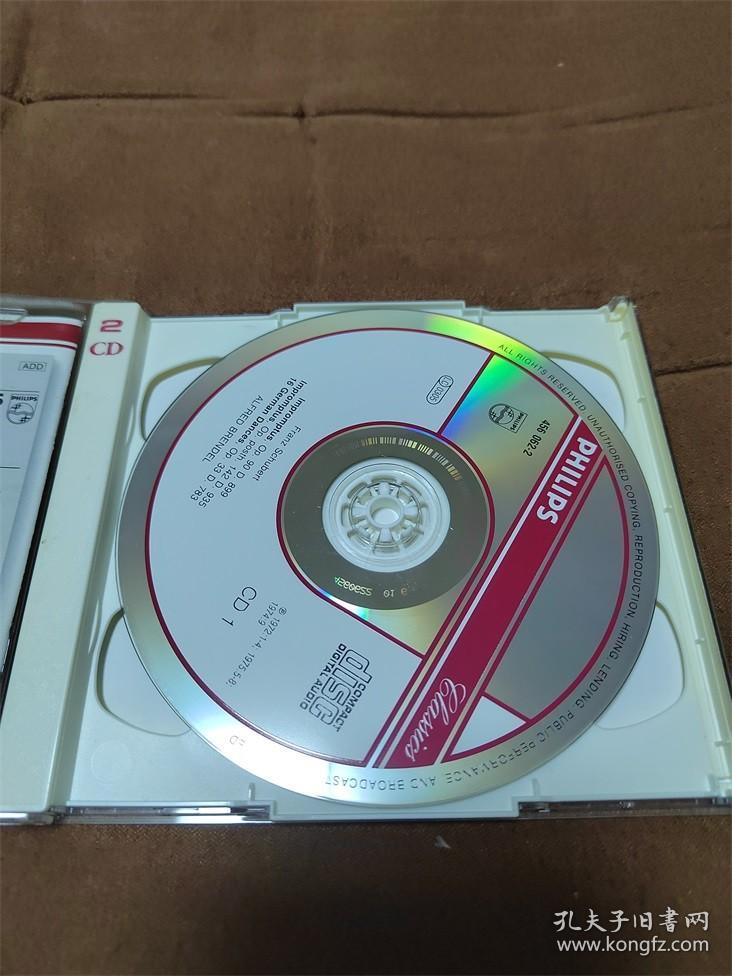 2
CD
ADD
PHILIPS
Franz Schubert
Impromptus Op. 90 D. 899
Impromptus Op. posth. 142 D. 935
16 German Dances Op. 33 D. 783
ALFRED BRENDEL
CD 1
℗ 1972:1-4; 1975:5-8;
1974:9
COMPACT
disc
DIGITAL AUDIO
PHILIPS
456 062-2
PHILIPS
Classics
ALL RIGHTS RESERVED. UNAUTHORISED COPYING, REPRODUCTION, HIRING, LENDING, PUBLIC PERFORMANCE AND BROADCAST
孔夫子旧书网
www.kongfz.com